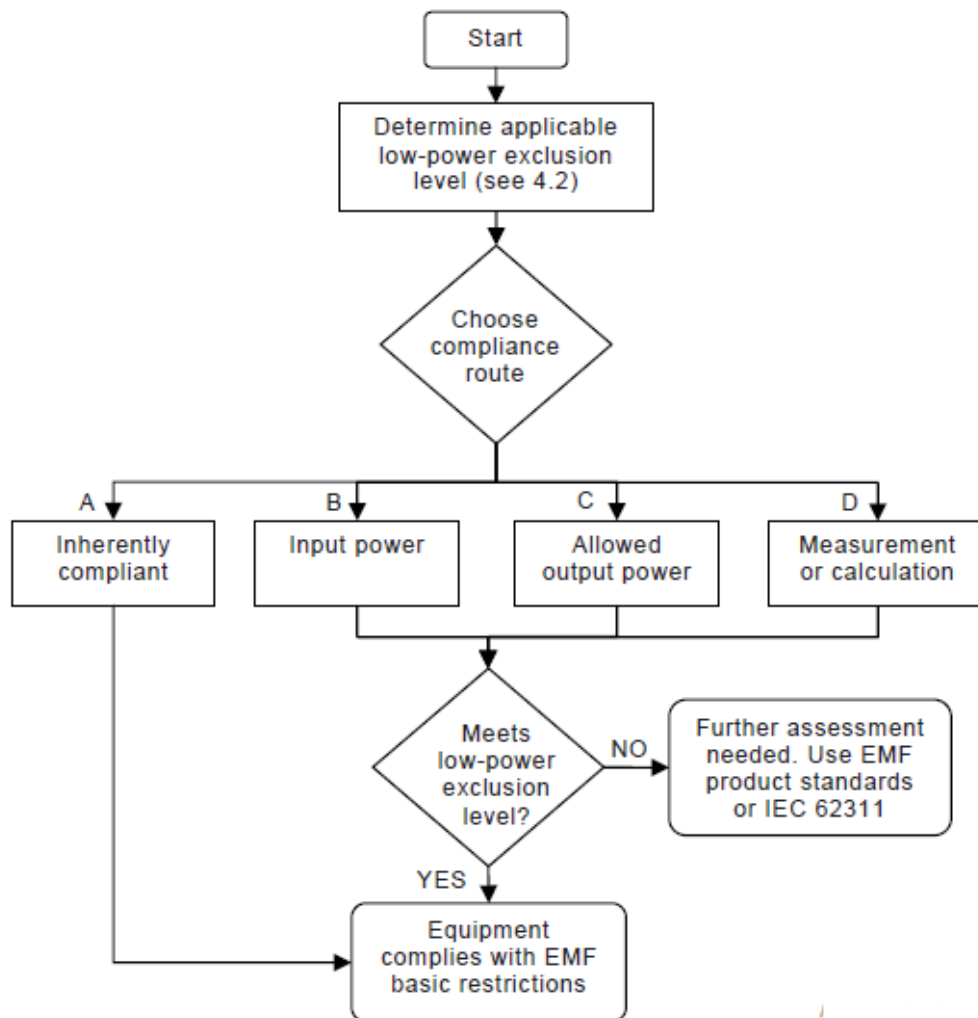 Start
Determine applicable
low-power exclusion
level (see 4.2)
Choose
compliance
route
A
B
C
D
Inherently
compliant
Input power
Allowed
output power
Measurement
or calculation
Meets
low-power
exclusion
level?
NO
Further assessment
needed. Use EMF
product standards
or IEC 62311
YES
Equipment
complies with EMF
basic restrictions